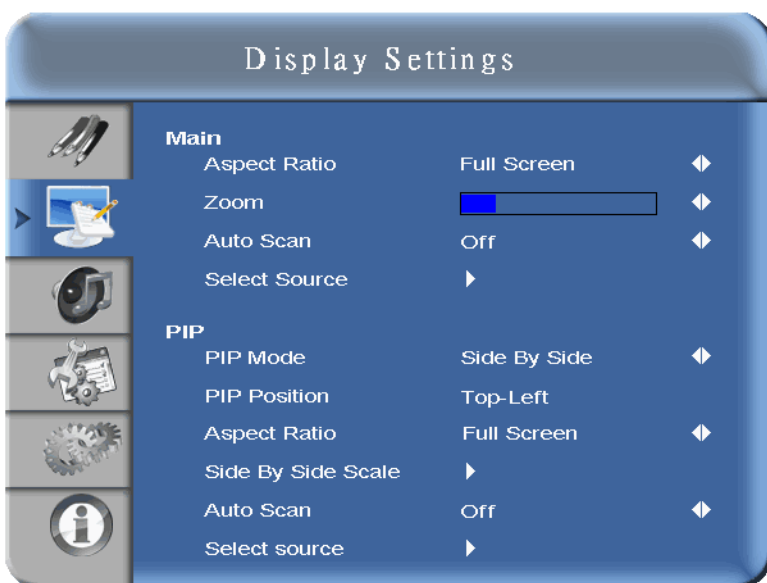 Display Settings
Main
Aspect Ratio Full Screen
Zoom
Auto Scan Off
Select Source
PIP
PIP Mode Side By Side
PIP Position Top-Left
Aspect Ratio Full Screen
Side By Side Scale
Auto Scan Off
Select source